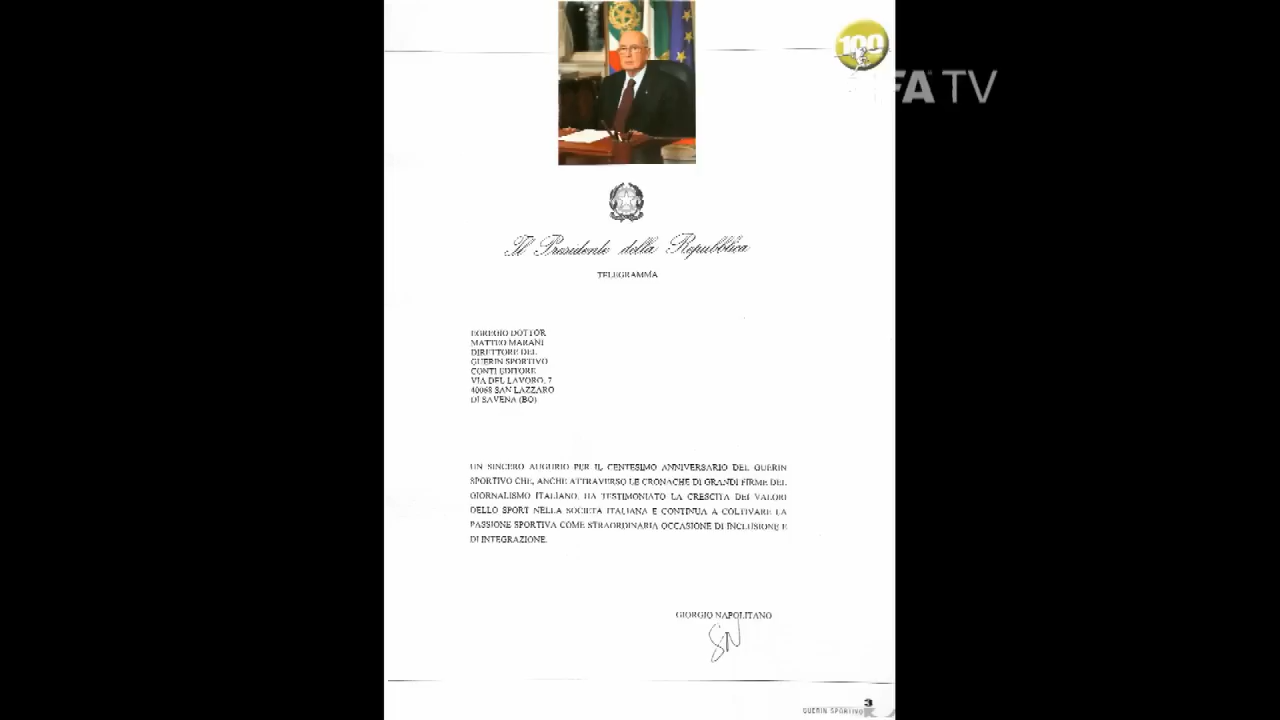 100
FA TV
Il Presidente della Repubblica
TELEGRAMMA
EGREGIO DOTTOR
MATTEO MARANI
DIRETTORE DEL
GUERIN SPORTIVO
CONTI EDITORE
VIA DEL LAVORO, 7
40068 SAN LAZZARO
DI SAVENA (BO)
UN SINCERO AUGURIO PER IL CENTESIMO ANNIVERSARIO DEL GUERIN
SPORTIVO CHE, ANCHE ATTRAVERSO LE CRONACHE DI GRANDI FIRME DEL
GIORNALISMO ITALIANO, HA TESTIMONIATO LA CRESCITA DEI VALORI
DELLO SPORT NELLA SOCIETA ITALIANA E CONTINUA A COLTIVARE LA
PASSIONE SPORTIVA COME STRAORDINARIA OCCASIONE DI INCLUSIONE E
DI INTEGRAZIONE.
GIORGIO NAPOLITANO
GN
GUERIN SPORTIVO 3